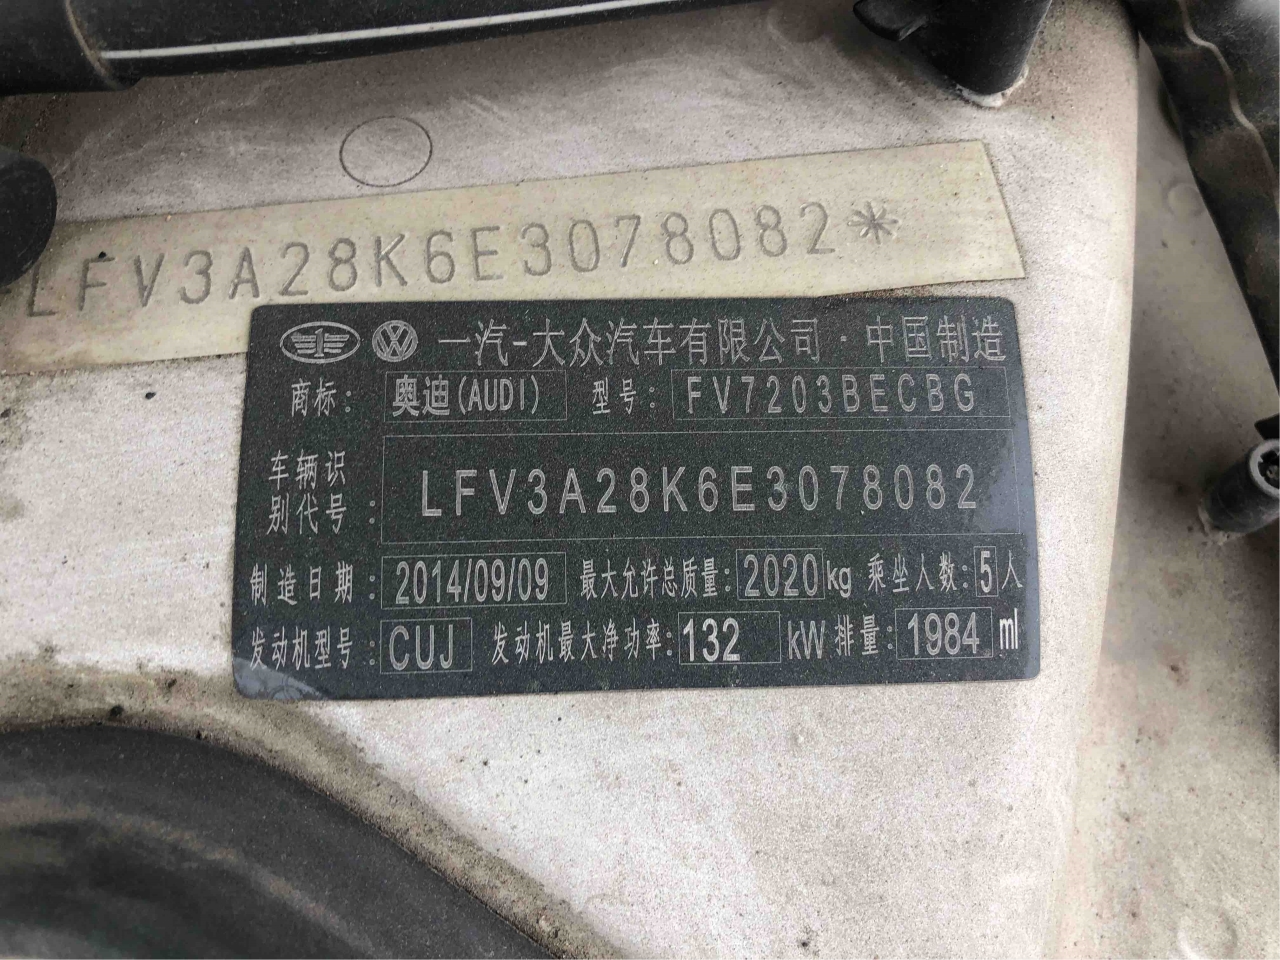 LFV3A28K6E3078082*
一汽-大众汽车有限公司·中国制造
商标: 奥迪(AUDI) 型号: FV7203BECBG
车辆识
别代号: LFV3A28K6E3078082
制造日期: 2014/09/09 最大允许总质量: 2020kg 乘坐人数: 5人
发动机型号: CUJ 发动机最大净功率: 132 kW 排量: 1984 ml